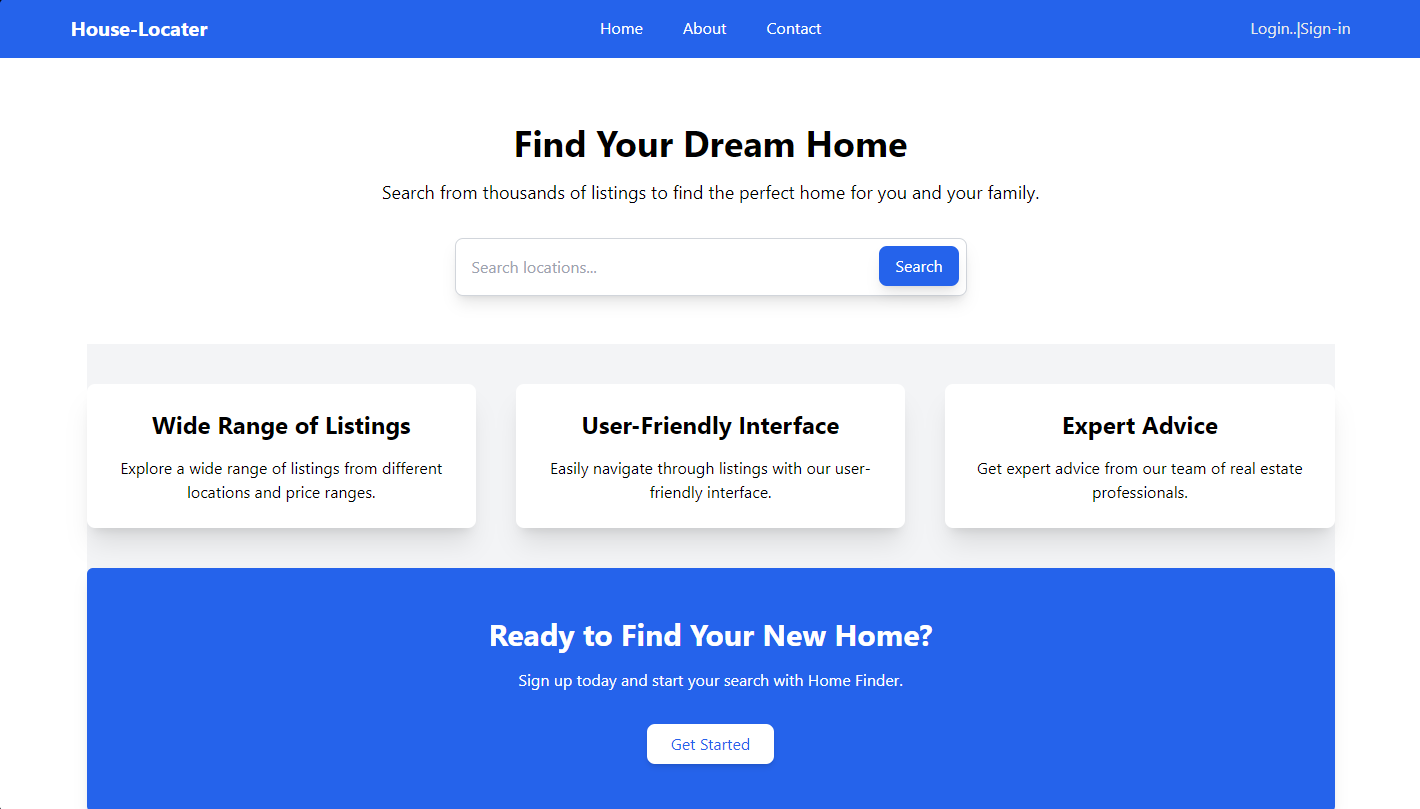 House-Locater
Home About Contact
Login..|Sign-in
Find Your Dream Home
Search from thousands of listings to find the perfect home for you and your family.
Search locations...
Search
Wide Range of Listings
Explore a wide range of listings from different
locations and price ranges.
User-Friendly Interface
Easily navigate through listings with our user-
friendly interface.
Expert Advice
Get expert advice from our team of real estate
professionals.
Ready to Find Your New Home?
Sign up today and start your search with Home Finder.
Get Started